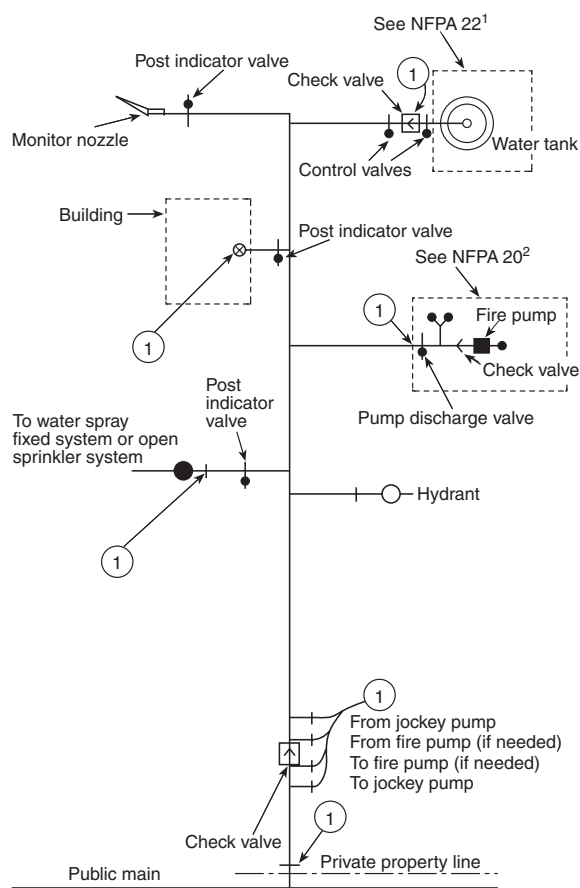 See NFPA 22¹
Post indicator valve
Check valve
1
Monitor nozzle
Control valves
Water tank
Building
Post indicator valve
See NFPA 20²
1
1
Fire pump
Check valve
Pump discharge valve
Post
indicator
valve
To water spray
fixed system or open
sprinkler system
Hydrant
1
1
From jockey pump
From fire pump (if needed)
To fire pump (if needed)
To jockey pump
Check valve
1
Private property line
Public main